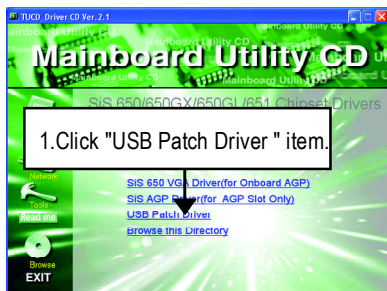 TUCD Driver CD Ver.2.1
Mainboard Utility CD
SiS 650/650GX/650GL/651 Chipset Drivers
1.Click "USB Patch Driver " item.
Network
SiS 650 VGA Driver(for Onboard AGP)
SiS AGP Driver(for AGP Slot Only)
Tools
USB Patch Driver
Read me
Browse this Directory
Browse
EXIT